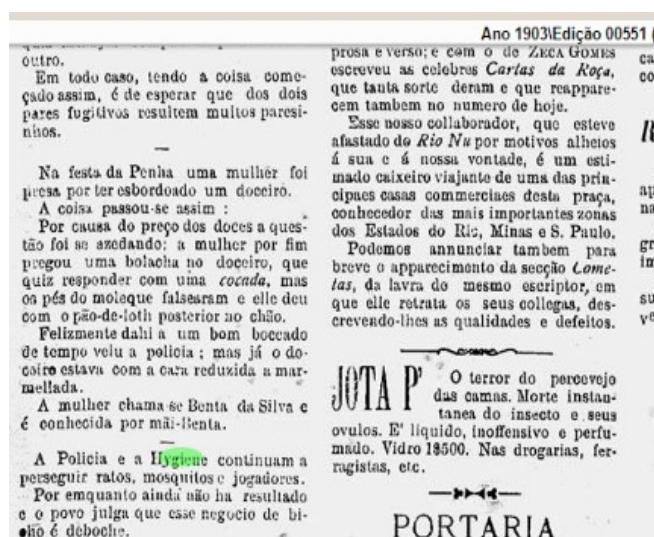 Ano 1903\Edição 00551 (
outro.
Em todo caso, tendo a coisa come-
çado assim, é de esperar que dos dois
pares fugitivos resultem muitos paresi-
nhos.
Na festa da Penha uma mulher foi
presa por ter esbordoado um doceiro.
A coisa passou-se assim :
Por causa do preço dos doces a ques-
tão foi se azedando; a mulher por fim
pregou uma bolacha no doceiro, que
quiz responder com uma cocada, mas
os pés do moleque falsearam e elle deu
com o pão-de-loth posterior no chão.
Felizmente dahi a um bom boccado
de tempo veiu a policia ; mas já o do-
ceiro estava com a cara reduzida a mar-
mellada.
A mulher chama-se Benta da Silva e
é conhecida por mãi-Benta.
A Policia e a Hygiene continuam a
perseguir ratos, mosquitos e jogadores.
Por emquanto ainda não ha resultado
e o povo julga que esse negocio de bi-
cho é deboche.
prosa e verso; e com o de ZECA GOMES
escreveu as celebres Cartas da Roça,
que tanta sorte deram e que reappare-
cem tambem no numero de hoje.
Esse nosso collaborador, que esteve
afastado do Rio Nu por motivos alheios
á sua e á nossa vontade, é um esti-
mado caixeiro viajante de uma das prin-
cipaes casas commerciaes desta praça,
conhecedor das mais importantes zonas
dos Estados do Rio, Minas e S. Paulo.
Podemos annunciar tambem para
breve o apparecimento da secção Come-
tas, da lavra do mesmo escriptor, em
que elle retrata os seus collegas, des-
crevendo-lhes as qualidades e defeitos.
JOTA P' O terror do percevejo
das camas. Morte instan-
tanea do insecto e seus
ovulos. E' liquido, inoffensivo e perfu-
mado. Vidro 1$500. Nas drogarias, fer-
ragistas, etc.
PORTARIA